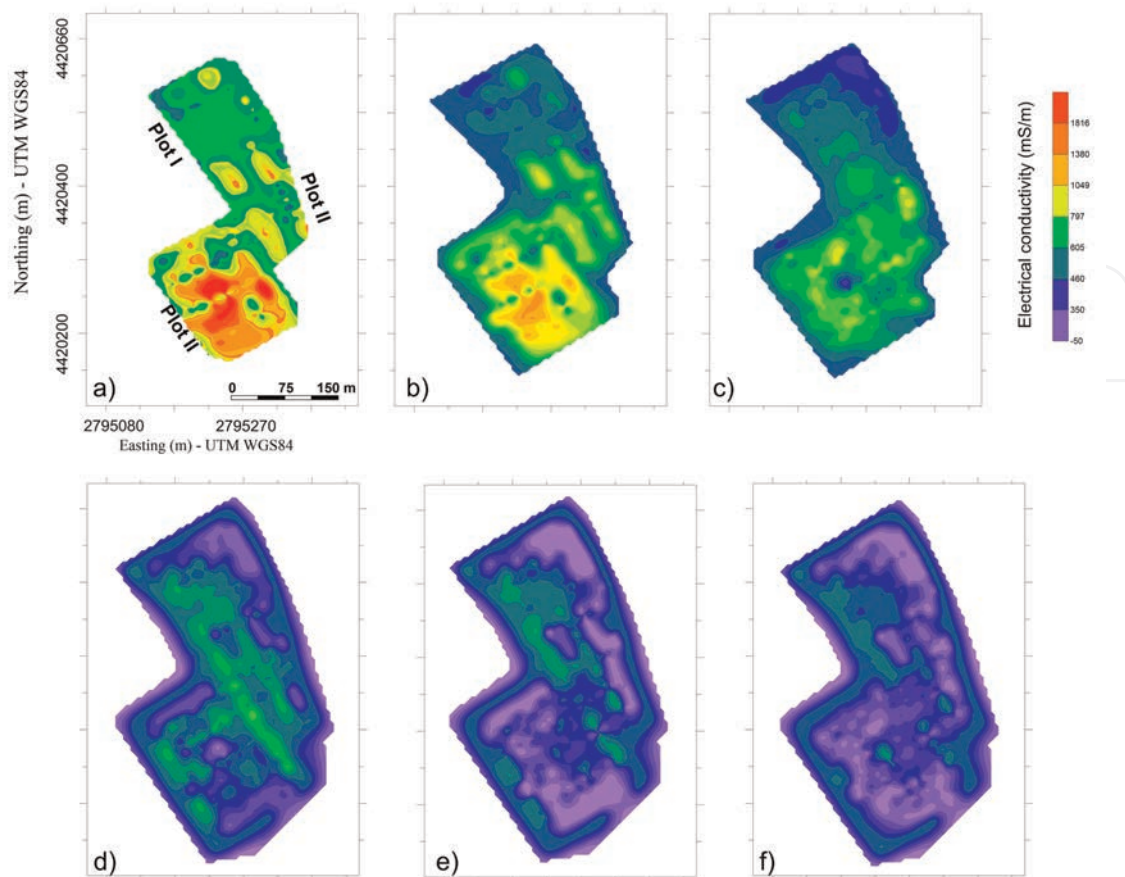 4420660
4420400
4420200
Northing (m) - UTM WGS84
Plot I
Plot II
Plot II
a)
0 75 150 m
2795080 2795270
Easting (m) - UTM WGS84
b)
c)
Electrical conductivity (mS/m)
1816
1380
1049
797
605
460
350
-50
d)
e)
f)